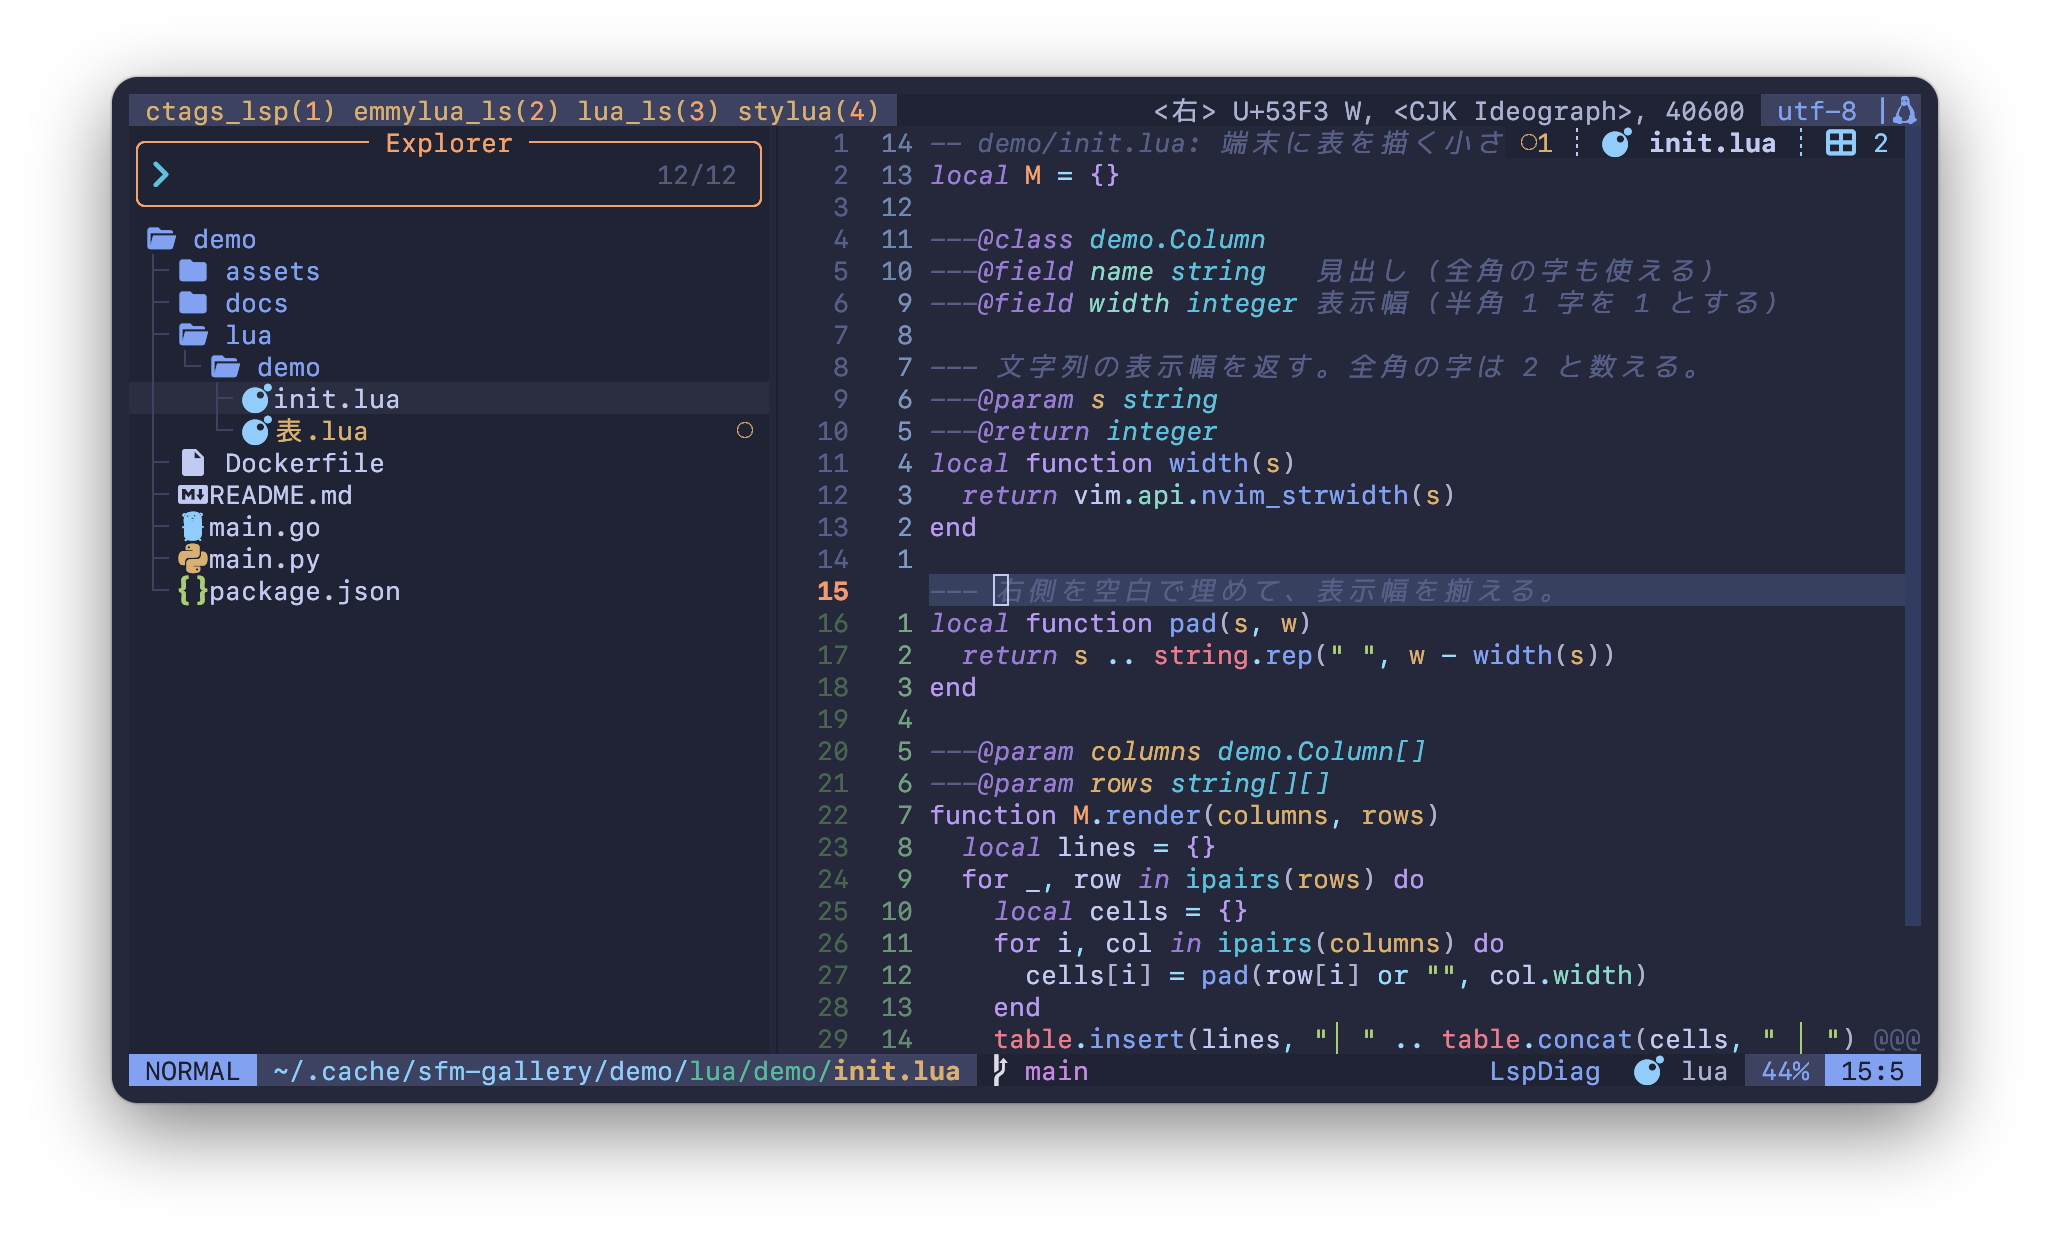 ctags_lsp(1) emmylua_ls(2) lua_ls(3) stylua(4)
<右> U+53F3 W, <CJK Ideograph>, 40600 utf-8
Explorer
12/12
demo
assets
docs
lua
demo
init.lua
表.lua
Dockerfile
README.md
main.go
main.py
package.json
1 14 -- demo/init.lua: 端末に表を描く小さ 1 init.lua 2
2 13 local M = {}
3 12
4 11 ---@class demo.Column
5 10 ---@field name string 見出し (全角の字も使える)
6 9 ---@field width integer 表示幅 (半角 1 字を 1 とする)
7 8
8 7 --- 文字列の表示幅を返す。全角の字は 2 と数える。
9 6 ---@param s string
10 5 ---@return integer
11 4 local function width(s)
12 3 return vim.api.nvim_strwidth(s)
13 2 end
14 1
15 --- 右側を空白で埋めて、表示幅を揃える。
16 1 local function pad(s, w)
17 2 return s .. string.rep(" ", w - width(s))
18 3 end
19 4
20 5 ---@param columns demo.Column[]
21 6 ---@param rows string[][]
22 7 function M.render(columns, rows)
23 8 local lines = {}
24 9 for _, row in ipairs(rows) do
25 10 local cells = {}
26 11 for i, col in ipairs(columns) do
27 12 cells[i] = pad(row[i] or "", col.width)
28 13 end
29 14 table.insert(lines, "│ " .. table.concat(cells, " │ ") @@@
NORMAL ~/.cache/sfm-gallery/demo/lua/demo/init.lua main LspDiag lua 44% 15:5